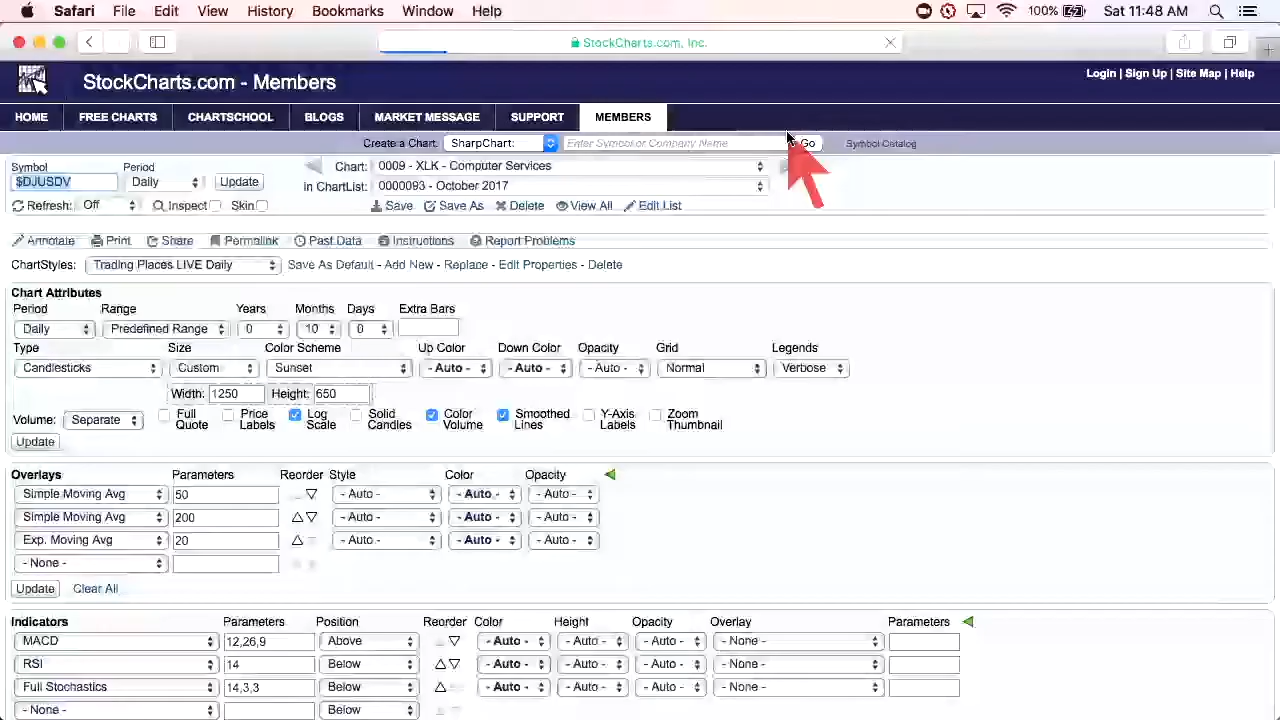 Safari File Edit View History Bookmarks Window Help 100% Sat 11:48 AM
StockCharts.com, Inc.
StockCharts.com - Members
Login | Sign Up | Site Map | Help
HOME FREE CHARTS CHARTSCHOOL BLOGS MARKET MESSAGE SUPPORT MEMBERS
Create a Chart: SharpChart: Enter Symbol or Company Name Go Symbol Catalog
Symbol Period Chart: 0009 - XLK - Computer Services
$DJUSDV Daily Update in ChartList: 0000093 - October 2017
Refresh: Off Inspect Skin Save Save As Delete View All Edit List
Annotate Print Share Permalink Past Data Instructions Report Problems
ChartStyles: Trading Places LIVE Daily Save As Default - Add New - Replace - Edit Properties - Delete
Chart Attributes
Period Range Years Months Days Extra Bars
Daily Predefined Range 0 10 0
Type Size Color Scheme Up Color Down Color Opacity Grid Legends
Candlesticks Custom Sunset - Auto - - Auto - - Auto - Normal Verbose
Width: 1250 Height: 650
Volume: Separate Full Quote Price Labels Log Scale Solid Candles Color Volume Smoothed Lines Y-Axis Labels Zoom Thumbnail
Update
Overlays Parameters Reorder Style Color Opacity
Simple Moving Avg 50 - Auto - - Auto - - Auto -
Simple Moving Avg 200 - Auto - - Auto - - Auto -
Exp. Moving Avg 20 - Auto - - Auto - - Auto -
- None -
Update Clear All
Indicators Parameters Position Reorder Color Height Opacity Overlay Parameters
MACD 12,26,9 Above - Auto - - Auto - - Auto - - None -
RSI 14 Below - Auto - - Auto - - Auto - - None -
Full Stochastics 14,3,3 Below - Auto - - Auto - - Auto - - None -
- None - Below